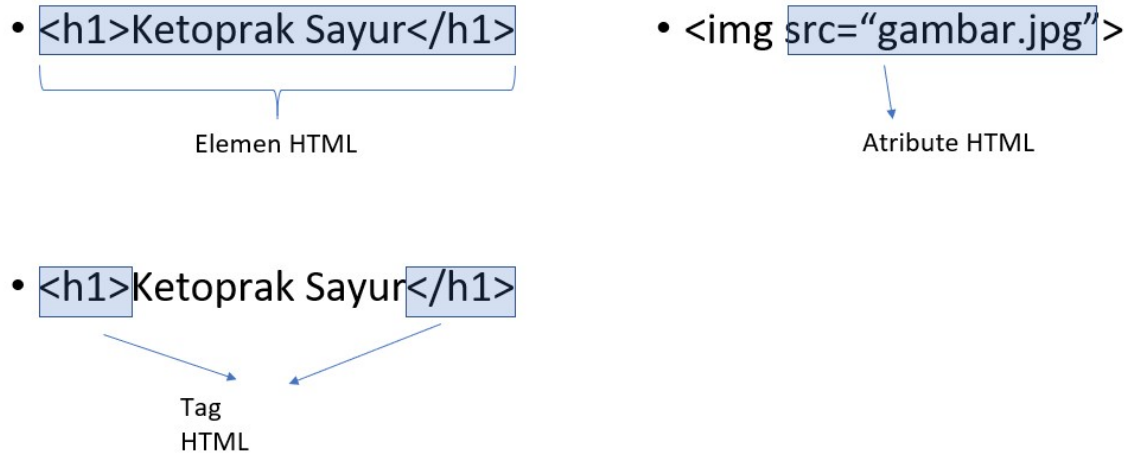 • <h1>Ketoprak Sayur</h1>
Elemen HTML
• <img src=“gambar.jpg”>
Atribute HTML
• <h1>Ketoprak Sayur</h1>
Tag
HTML